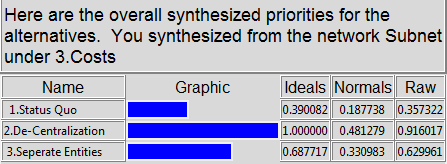 Here are the overall synthesized priorities for the
alternatives. You synthesized from the network Subnet
under 3.Costs
Name Graphic Ideals Normals Raw
1.Status Quo 0.390082 0.187738 0.357322
2.De-Centralization 1.000000 0.481279 0.916017
3.Seperate Entities 0.687717 0.330983 0.629961